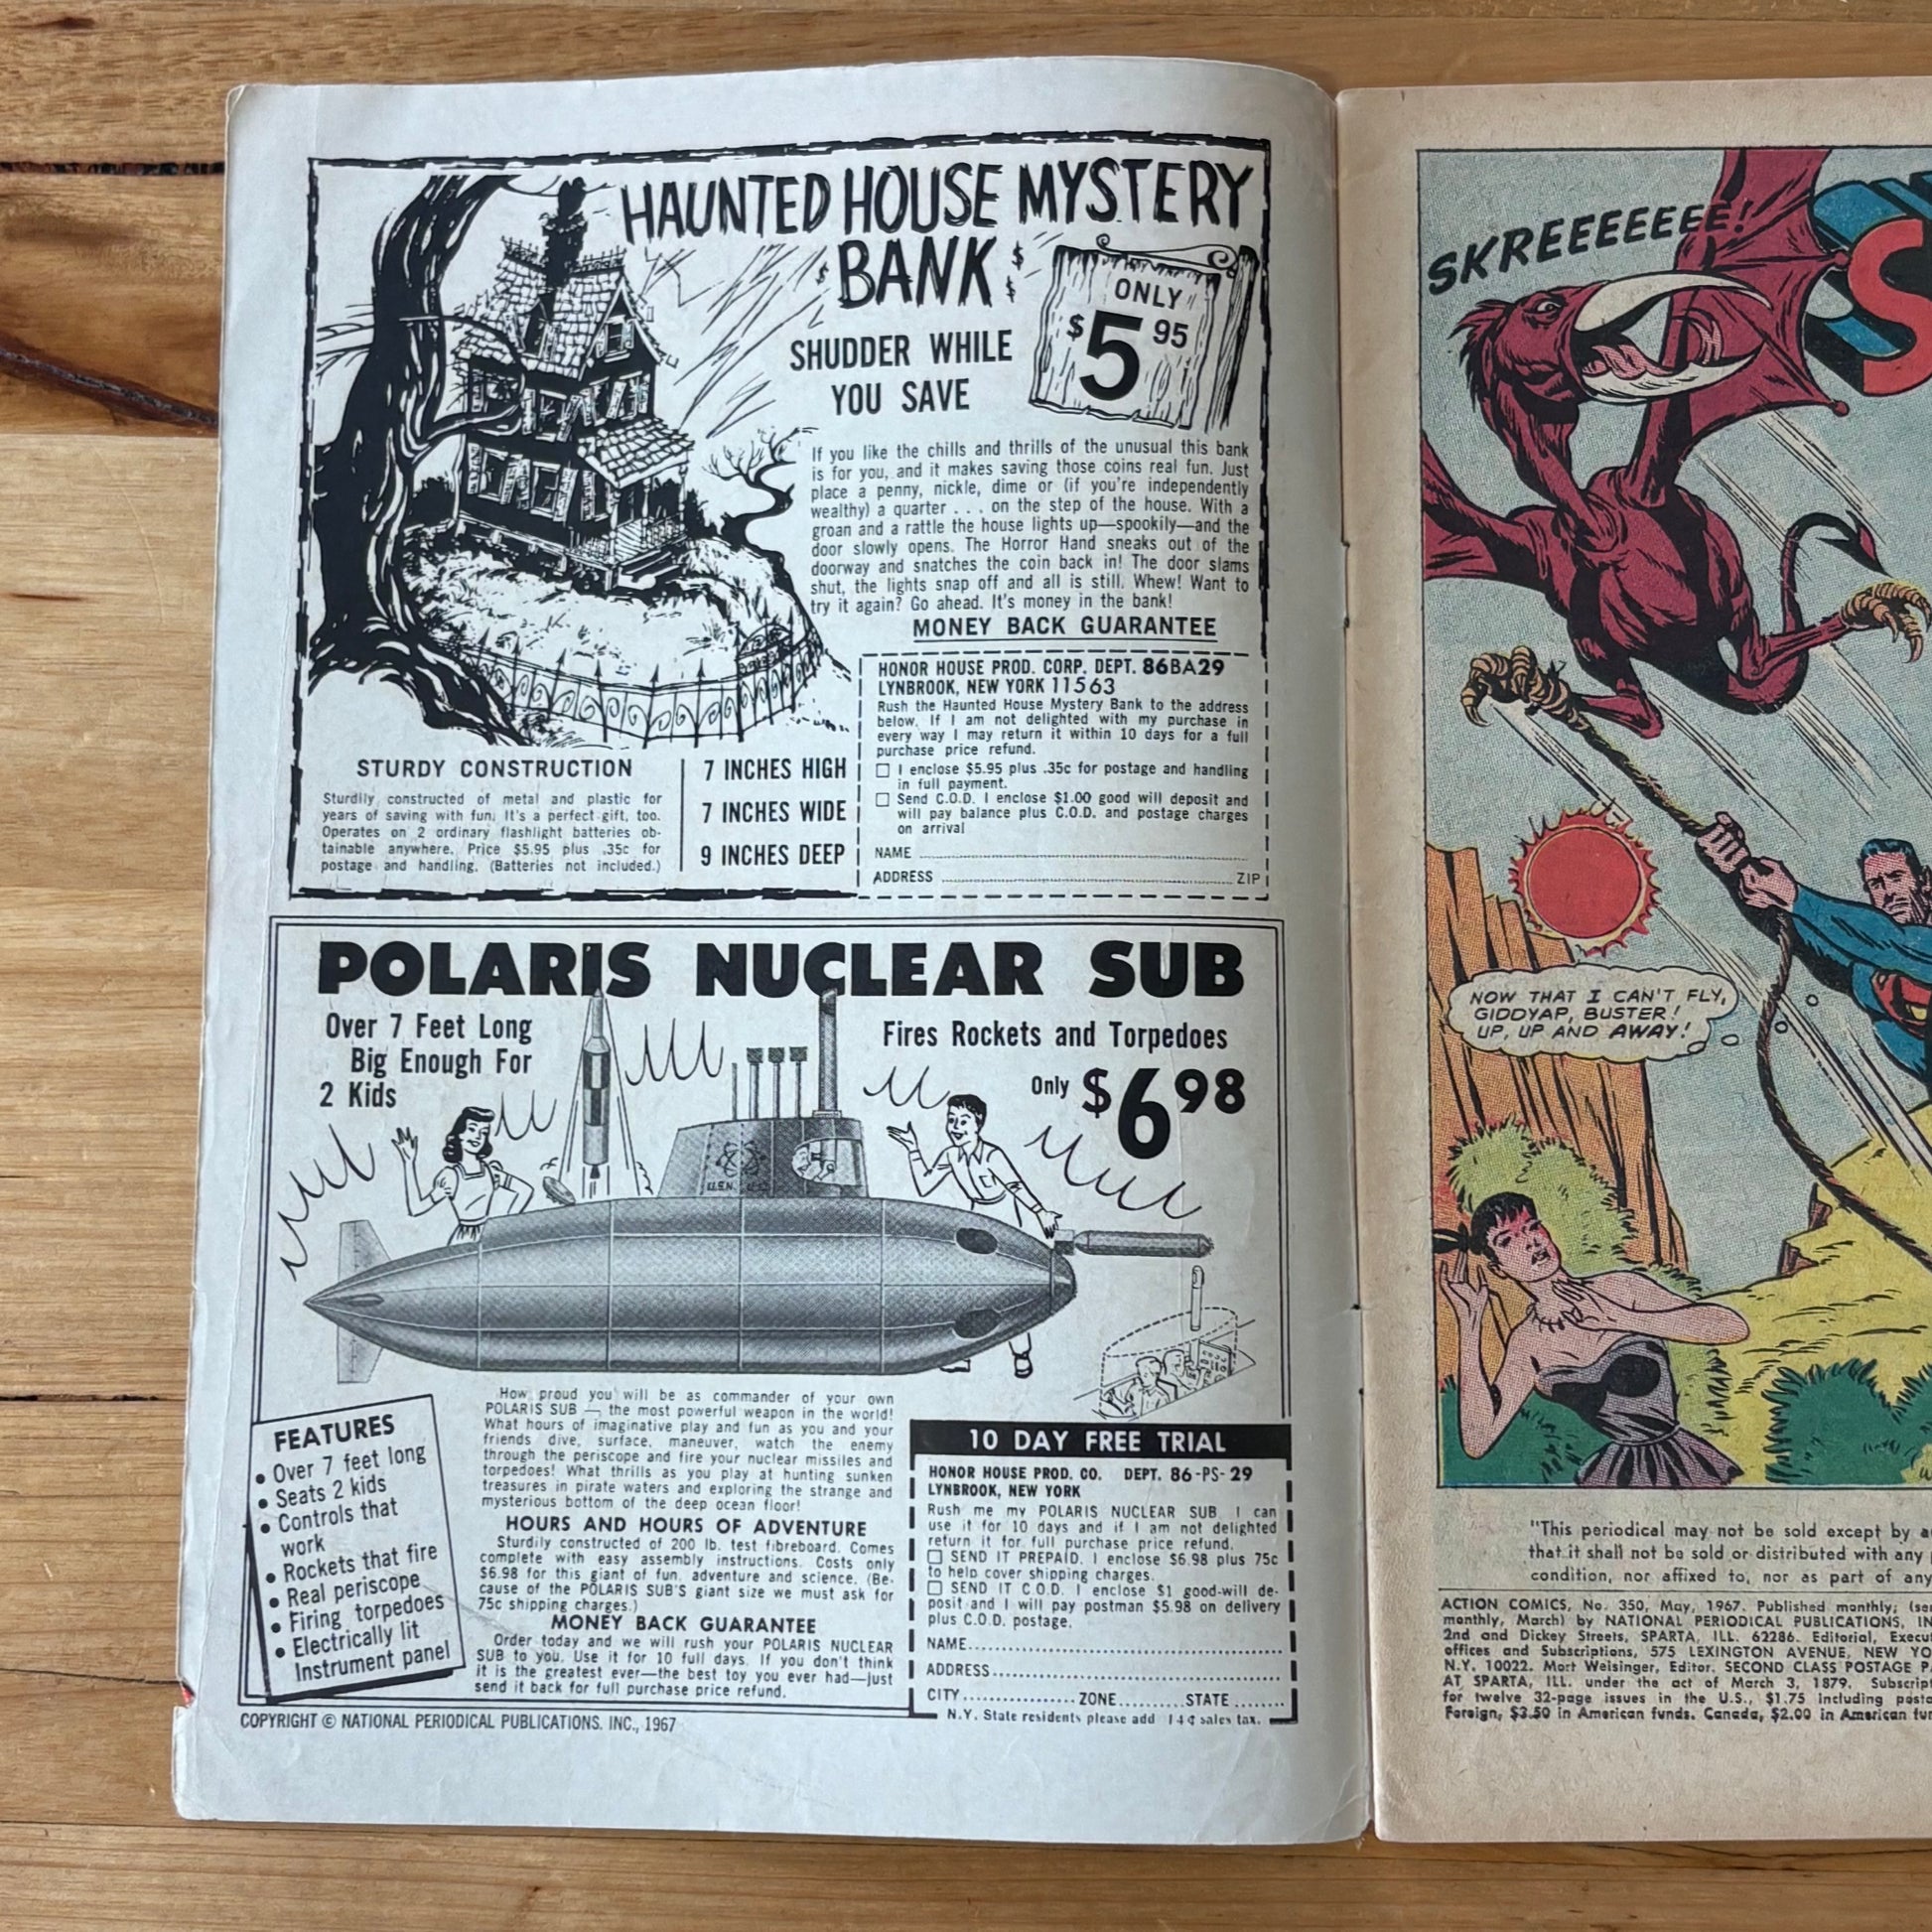 HAUNTED HOUSE MYSTERY
$ BANK $
SHUDDER WHILE
YOU SAVE
ONLY
$5.95
If you like the chills and thrills of the unusual this bank
is for you, and it makes saving those coins real fun. Just
place a penny, nickle, dime or (if you're independently
wealthy) a quarter . . . on the step of the house. With a
groan and a rattle the house lights up—spookily—and the
door slowly opens. The Horror Hand sneaks out of the
doorway and snatches the coin back in! The door slams
shut, the lights snap off and all is still. Whew! Want to
try it again? Go ahead. It's money in the bank!
MONEY BACK GUARANTEE
HONOR HOUSE PROD. CORP. DEPT. 86BA29
LYNBROOK, NEW YORK 11563
Rush the Haunted House Mystery Bank to the address
below. If I am not delighted with my purchase in
every way I may return it within 10 days for a full
purchase price refund.
I enclose $5.95 plus .35c for postage and handling
in full payment.
Send C.O.D. I enclose $1.00 good will deposit and
will pay balance plus C.O.D. and postage charges
on arrival
NAME
ADDRESS ZIP
STURDY CONSTRUCTION
Sturdily constructed of metal and plastic for
years of saving with fun. It's a perfect gift, too.
Operates on 2 ordinary flashlight batteries ob-
tainable anywhere. Price $5.95 plus .35c for
postage and handling. (Batteries not included.)
7 INCHES HIGH
7 INCHES WIDE
9 INCHES DEEP
POLARIS NUCLEAR SUB
Over 7 Feet Long
Big Enough For
2 Kids
Fires Rockets and Torpedoes
Only $6.98
U.S.N.
FEATURES
• Over 7 feet long
• Seats 2 kids
• Controls that
work
• Rockets that fire
• Real periscope
• Firing torpedoes
• Electrically lit
Instrument panel
How proud you will be as commander of your own
POLARIS SUB — the most powerful weapon in the world!
What hours of imaginative play and fun as you and your
friends dive, surface, maneuver, watch the enemy
through the periscope and fire your nuclear missiles and
torpedoes! What thrills as you play at hunting sunken
treasures in pirate waters and exploring the strange and
mysterious bottom of the deep ocean floor!
HOURS AND HOURS OF ADVENTURE
Sturdily constructed of 200 lb. test fibreboard. Comes
complete with easy assembly instructions. Costs only
$6.98 for this giant of fun, adventure and science. (Be-
cause of the POLARIS SUB'S giant size we must ask for
75c shipping charges.)
MONEY BACK GUARANTEE
Order today and we will rush your POLARIS NUCLEAR
SUB to you. Use it for 10 full days. If you don't think
it is the greatest ever—the best toy you ever had—just
send it back for full purchase price refund.
10 DAY FREE TRIAL
HONOR HOUSE PROD. CO. DEPT. 86-PS-29
LYNBROOK, NEW YORK
Rush me my POLARIS NUCLEAR SUB. I can
use it for 10 days and if I am not delighted
return it for full purchase price refund.
SEND IT PREPAID. I enclose $6.98 plus 75c
to help cover shipping charges.
SEND IT C.O.D. I enclose $1 good-will de-
posit and I will pay postman $5.98 on delivery
plus C.O.D. postage.
NAME
ADDRESS
CITY ZONE STATE
N.Y. State residents please add 14¢ sales tax.
COPYRIGHT © NATIONAL PERIODICAL PUBLICATIONS. INC., 1967
SKREEEEEEE!
S
NOW THAT I CAN'T FLY,
GIDDYAP, BUSTER!
UP, UP AND AWAY!
"This periodical may not be sold except by a
that it shall not be sold or distributed with any
condition, nor affixed to, nor as part of any
ACTION COMICS, No. 350, May, 1967. Published monthly; (se
monthly, March) by NATIONAL PERIODICAL PUBLICATIONS, IN
2nd and Dickey Streets, SPARTA, ILL. 62286. Editorial, Execu
offices and Subscriptions, 575 LEXINGTON AVENUE, NEW YO
N.Y. 10022. Mort Weisinger, Editor. SECOND CLASS POSTAGE P
AT SPARTA, ILL. under the act of March 3, 1879. Subscript
for twelve 32-page issues in the U.S., $1.75 including posta
Foreign, $3.50 in American funds. Canada, $2.00 in American fun